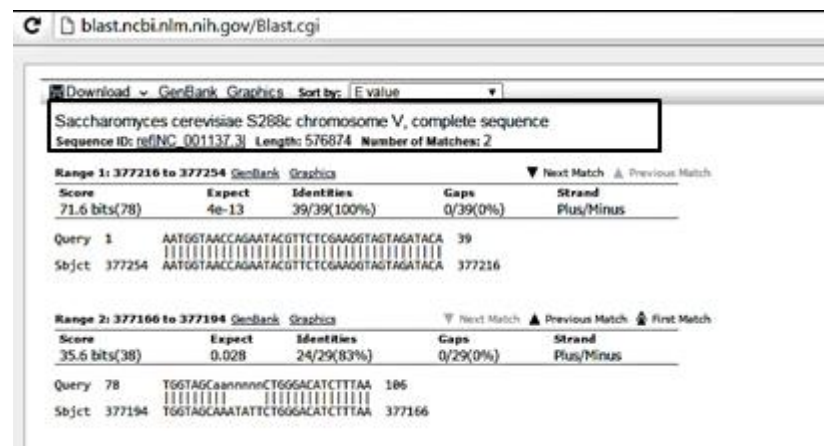 blast.ncbi.nlm.nih.gov/Blast.cgi
Download GenBank Graphics Sort by: E value
Saccharomyces cerevisiae S288c chromosome V, complete sequence
Sequence ID: ref|NC_001137.3| Length: 576874 Number of Matches: 2
Range 1: 377216 to 377254 GenBank Graphics ▼ Next Match ▲ Previous Match
Score Expect Identities Gaps Strand
71.6 bits(78) 4e-13 39/39(100%) 0/39(0%) Plus/Minus
Query 1 AATGGTAACCAGAATACGTTCTCGAAGGTAGTAGATACA 39
|||||||||||||||||||||||||||||||||||||||
Sbjct 377254 AATGGTAACCAGAATACGTTCTCGAAGGTAGTAGATACA 377216
Range 2: 377166 to 377194 GenBank Graphics ▼ Next Match ▲ Previous Match First Match
Score Expect Identities Gaps Strand
35.6 bits(38) 0.028 24/29(83%) 0/29(0%) Plus/Minus
Query 78 TGGTAGCaannnnnCTGGGACATCTTTAA 106
||||||||| |||||||||||||||
Sbjct 377194 TGGTAGCAAATATTCTGGGACATCTTTAA 377166